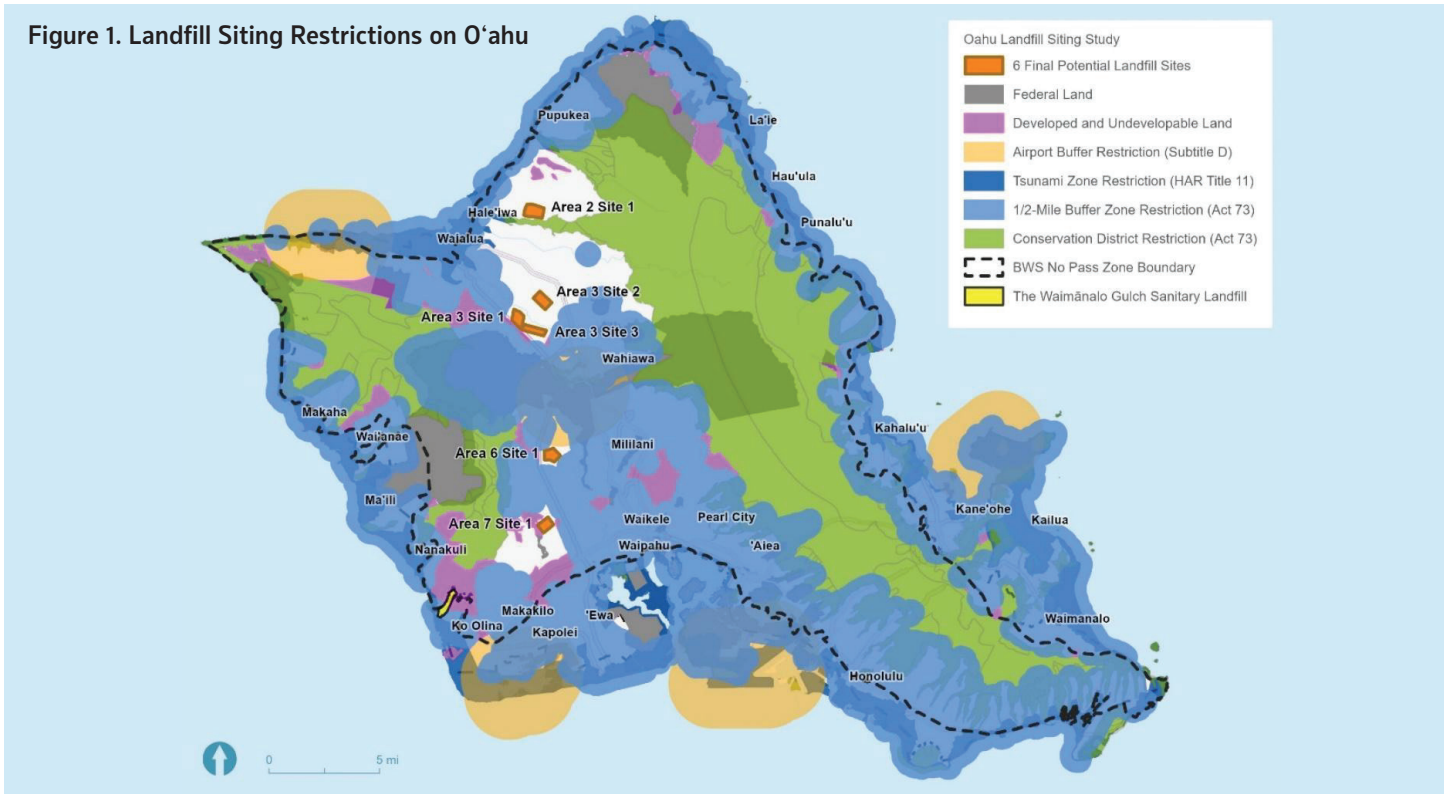 Figure 1. Landfill Siting Restrictions on Oʻahu
Oahu Landfill Siting Study
6 Final Potential Landfill Sites
Federal Land
Developed and Undevelopable Land
Airport Buffer Restriction (Subtitle D)
Tsunami Zone Restriction (HAR Title 11)
1/2-Mile Buffer Zone Restriction (Act 73)
Conservation District Restriction (Act 73)
BWS No Pass Zone Boundary
The Waimānalo Gulch Sanitary Landfill
Pupukea
La'ie
Hau'ula
Hale'iwa
Area 2 Site 1
Punalu'u
Waialua
Area 3 Site 2
Area 3 Site 1
Area 3 Site 3
Wahiawa
Makaha
Kahalu'u
Wai'anae
Mililani
Area 6 Site 1
Ma'ili
Kane'ohe
Kailua
Waikele
Pearl City
Area 7 Site 1
Nanakuli
Waipahu
'Aiea
Makakilo
'Ewa
Waimanalo
Ko Olina
Kapolei
Honolulu
0
5 mi